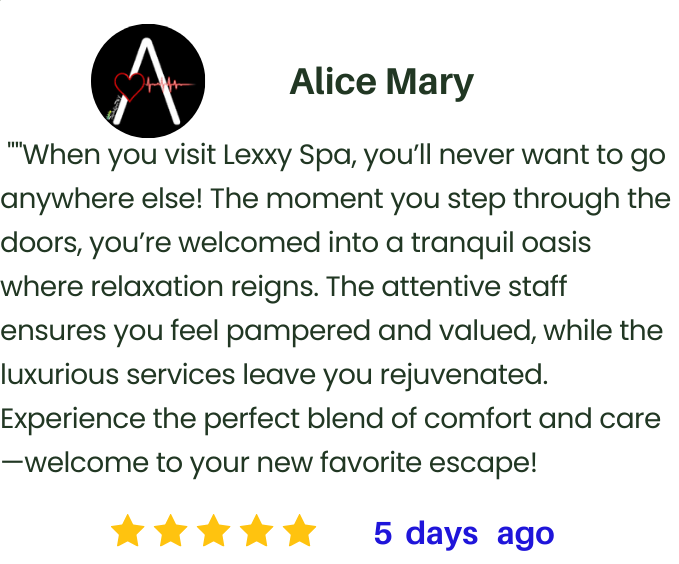 Alice Mary
""When you visit Lexxy Spa, you’ll never want to go
anywhere else! The moment you step through the
doors, you’re welcomed into a tranquil oasis
where relaxation reigns. The attentive staff
ensures you feel pampered and valued, while the
luxurious services leave you rejuvenated.
Experience the perfect blend of comfort and care
—welcome to your new favorite escape!
5 days ago